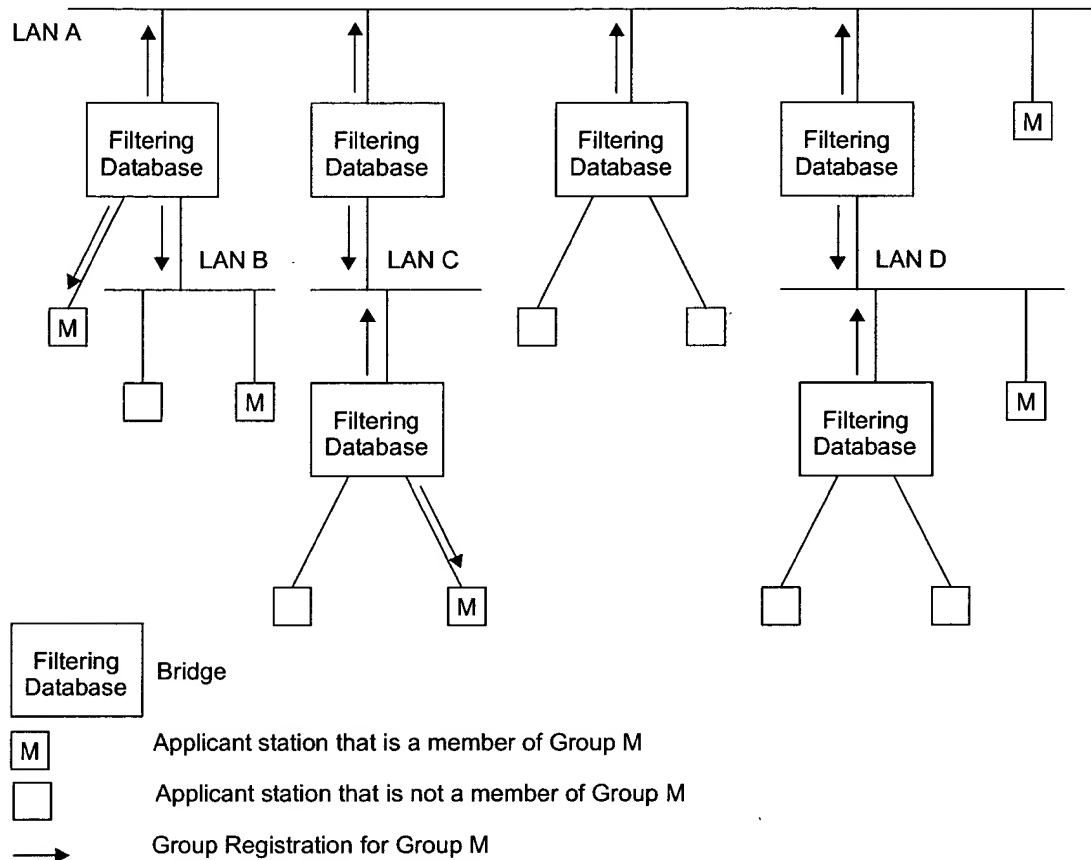 LAN A
Filtering
Database
Filtering
Database
Filtering
Database
Filtering
Database
M
LAN B
LAN C
LAN D
M
M
M
Filtering
Database
Filtering
Database
M
Filtering
Database
Bridge
M
Applicant station that is a member of Group M
Applicant station that is not a member of Group M
Group Registration for Group M